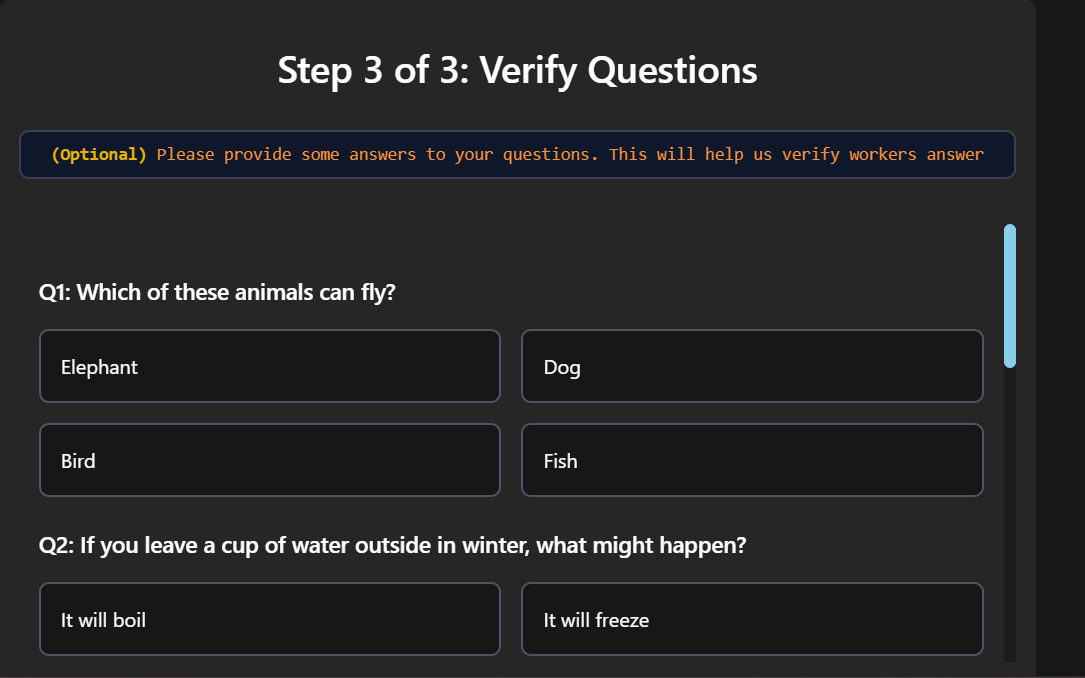 Step 3 of 3: Verify Questions
(Optional) Please provide some answers to your questions. This will help us verify workers answer
Q1: Which of these animals can fly?
Elephant
Dog
Bird
Fish
Q2: If you leave a cup of water outside in winter, what might happen?
It will boil
It will freeze